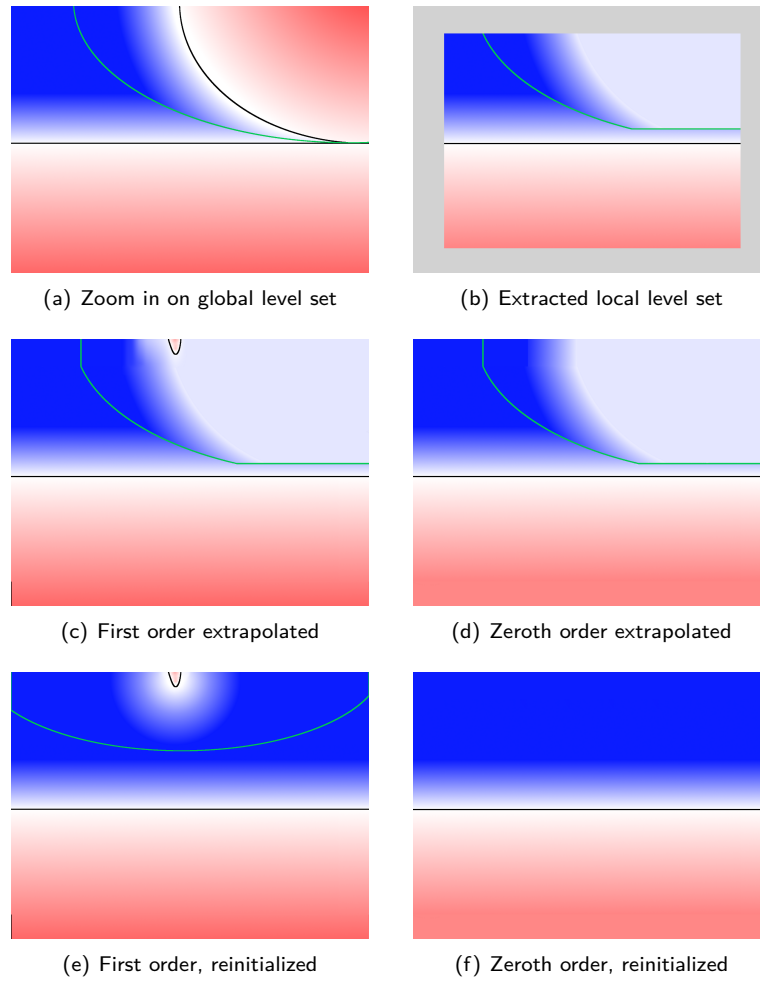 (a) Zoom in on global level set
(b) Extracted local level set
(c) First order extrapolated
(d) Zeroth order extrapolated
(e) First order, reinitialized
(f) Zeroth order, reinitialized